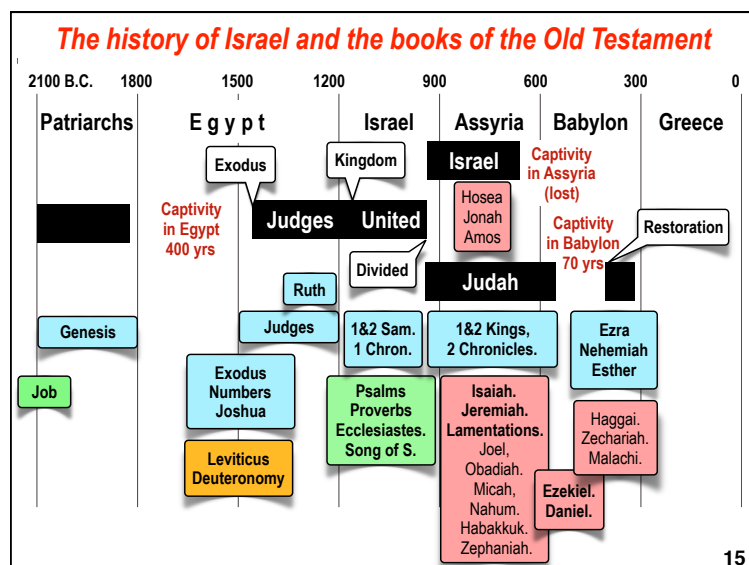 The history of Israel and the books of the Old Testament
2100 B.C. 1800 1500 1200 900 600 300 0
Patriarchs Egypt Israel Assyria Babylon Greece
Exodus
Kingdom
Israel
Captivity
in Assyria
(lost)
Hosea
Jonah
Amos
Captivity
in Egypt
400 yrs
Judges United
Divided
Captivity
in Babylon
70 yrs
Restoration
Judah
Ruth
Genesis
Judges
1&2 Sam.
1 Chron.
1&2 Kings,
2 Chronicles.
Ezra
Nehemiah
Esther
Job
Exodus
Numbers
Joshua
Leviticus
Deuteronomy
Psalms
Proverbs
Ecclesiastes.
Song of S.
Isaiah.
Jeremiah.
Lamentations.
Joel,
Obadiah.
Micah,
Nahum.
Habakkuk.
Zephaniah.
Haggai.
Zechariah.
Malachi.
Ezekiel.
Daniel.
15